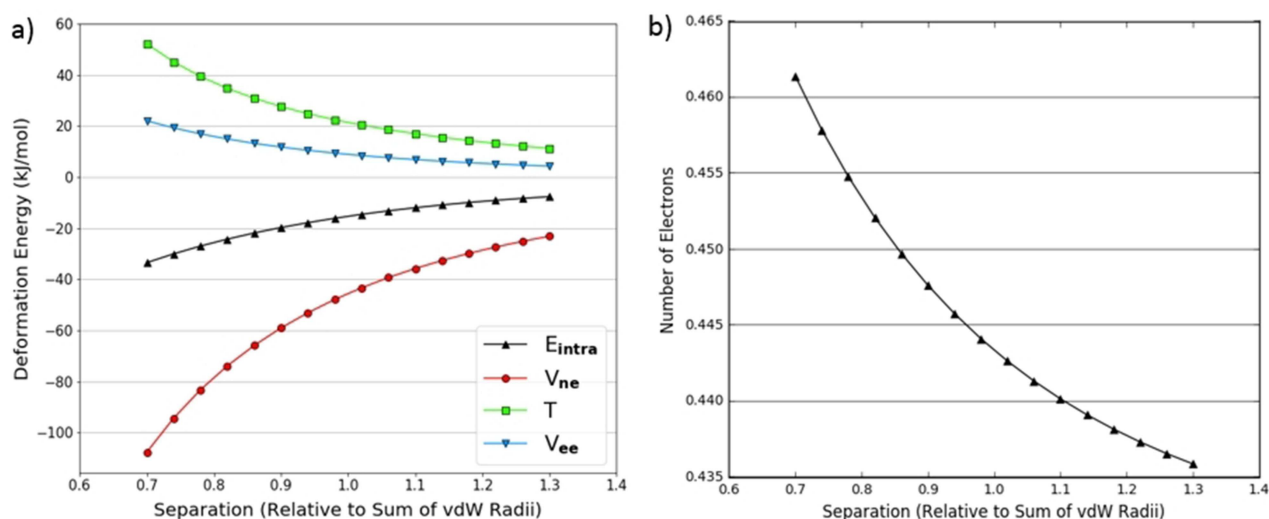 a)
60
40
20
0
−20
−40
−60
−80
−100
Deformation Energy (kJ/mol)
E intra
V ne
T
V ee
0.6 0.7 0.8 0.9 1.0 1.1 1.2 1.3 1.4
Separation (Relative to Sum of vdW Radii)
b)
0.465
0.460
0.455
0.450
0.445
0.440
0.435
Number of Electrons
0.6 0.7 0.8 0.9 1.0 1.1 1.2 1.3 1.4
Separation (Relative to Sum of vdW Radii)